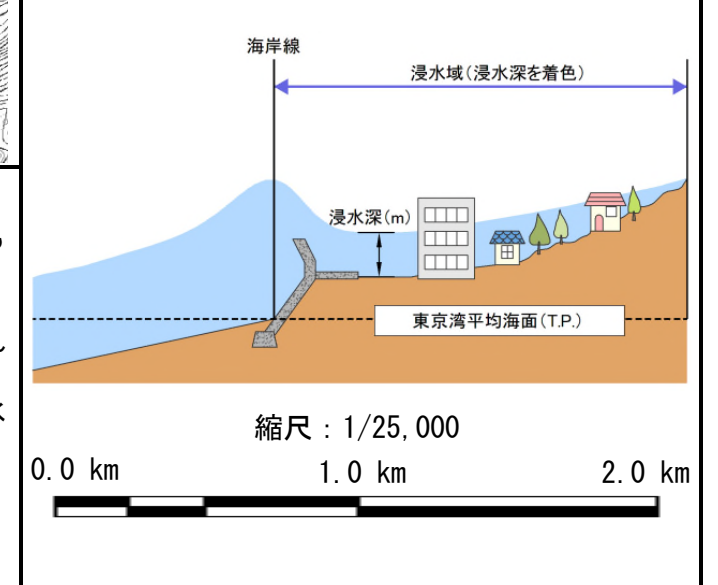 海岸線
浸水域(浸水深を着色)
浸水深(m)
東京湾平均海面(T.P.)
縮尺：1/25,000
0.0 km 1.0 km 2.0 km